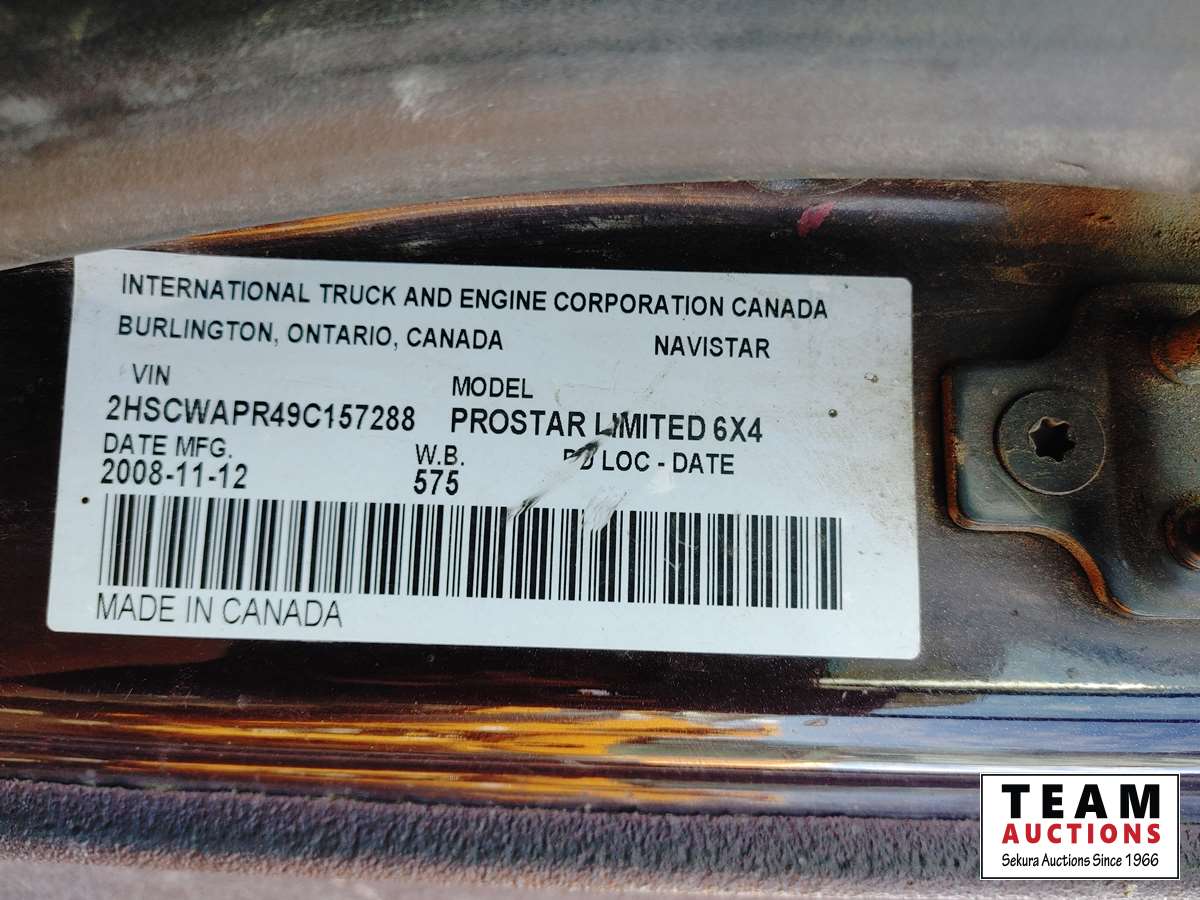 INTERNATIONAL TRUCK AND ENGINE CORPORATION CANADA
BURLINGTON, ONTARIO, CANADA NAVISTAR
VIN MODEL
2HSCWAPR49C157288 PROSTAR LIMITED 6X4
DATE MFG. W.B. PD LOC - DATE
2008-11-12 575
MADE IN CANADA
TEAM
AUCTIONS
Sekura Auctions Since 1966